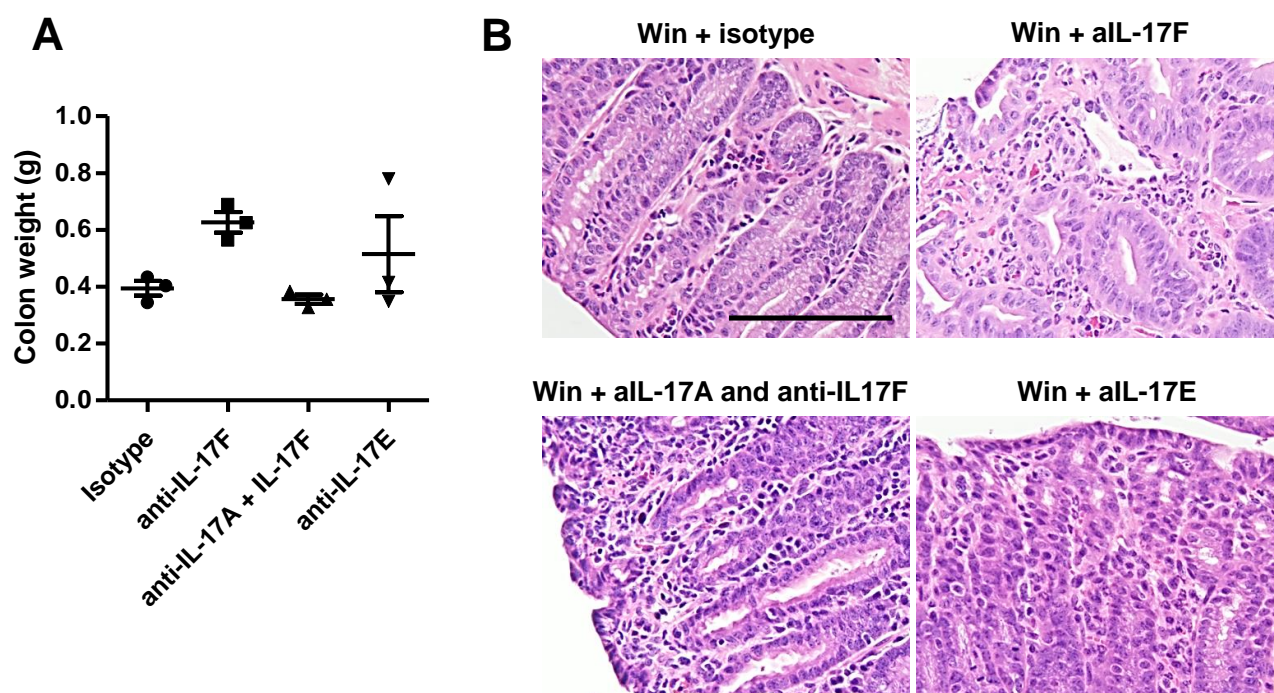 A
Colon weight (g)
1.0
0.8
0.6
0.4
0.2
0.0
Isotype
anti-IL-17F
anti-IL-17A + IL-17F
anti-IL-17E
B
Win + isotype
Win + aIL-17F
Win + aIL-17A and anti-IL17F
Win + aIL-17E